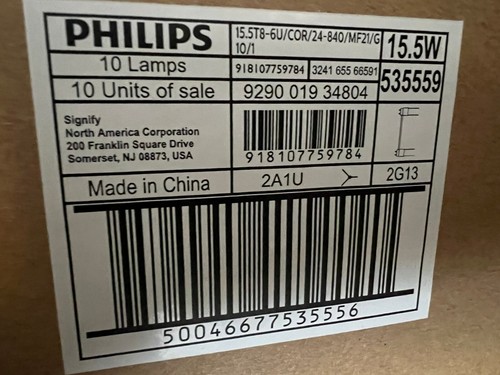 PHILIPS
15.5T8-6U/COR/24-840/MF21/G
10/1
15.5W
10 Lamps
918107759784
3241 655 66591
535559
10 Units of sale
9290 019 34804
Signify
North America Corporation
200 Franklin Square Drive
Somerset, NJ 08873, USA
918107759784
Made in China
2A1U
2G13
50046677535556